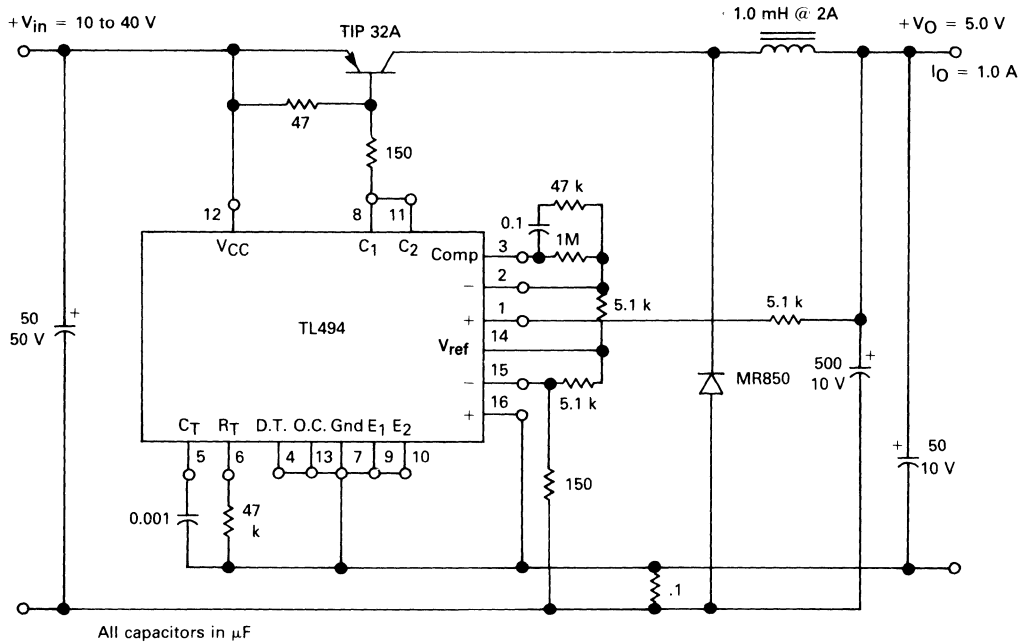 +Vin = 10 to 40 V
TIP 32A
1.0 mH @ 2A
+VO = 5.0 V
IO = 1.0 A
47
150
47 k
0.1
1M
12
8
11
VCC
C1
C2
Comp
3
2
−
5.1 k
5.1 k
1
+
TL494
14
Vref
15
−
5.1 k
16
+
50
50 V
+
MR850
500
10 V
+
50
10 V
+
CT
RT
D.T.
O.C.
Gnd
E1
E2
5
6
4
13
7
9
10
0.001
47
k
150
.1
All capacitors in μF